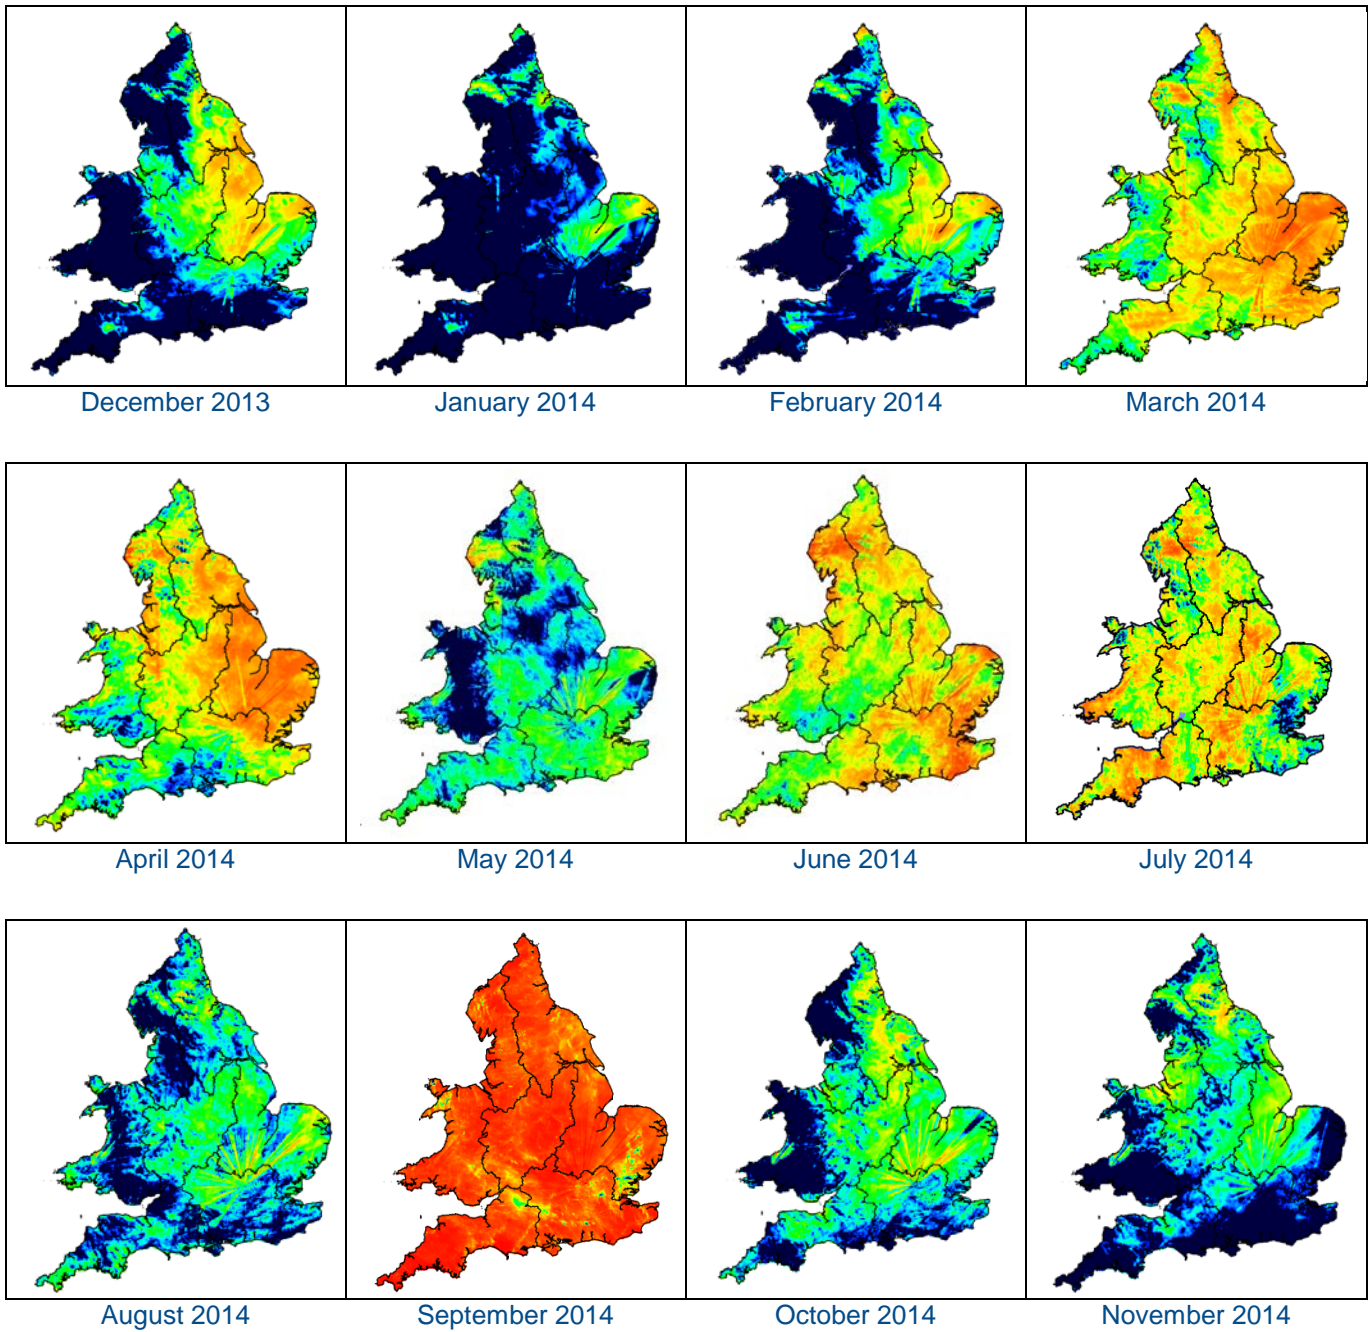 December 2013
January 2014
February 2014
March 2014
April 2014
May 2014
June 2014
July 2014
August 2014
September 2014
October 2014
November 2014